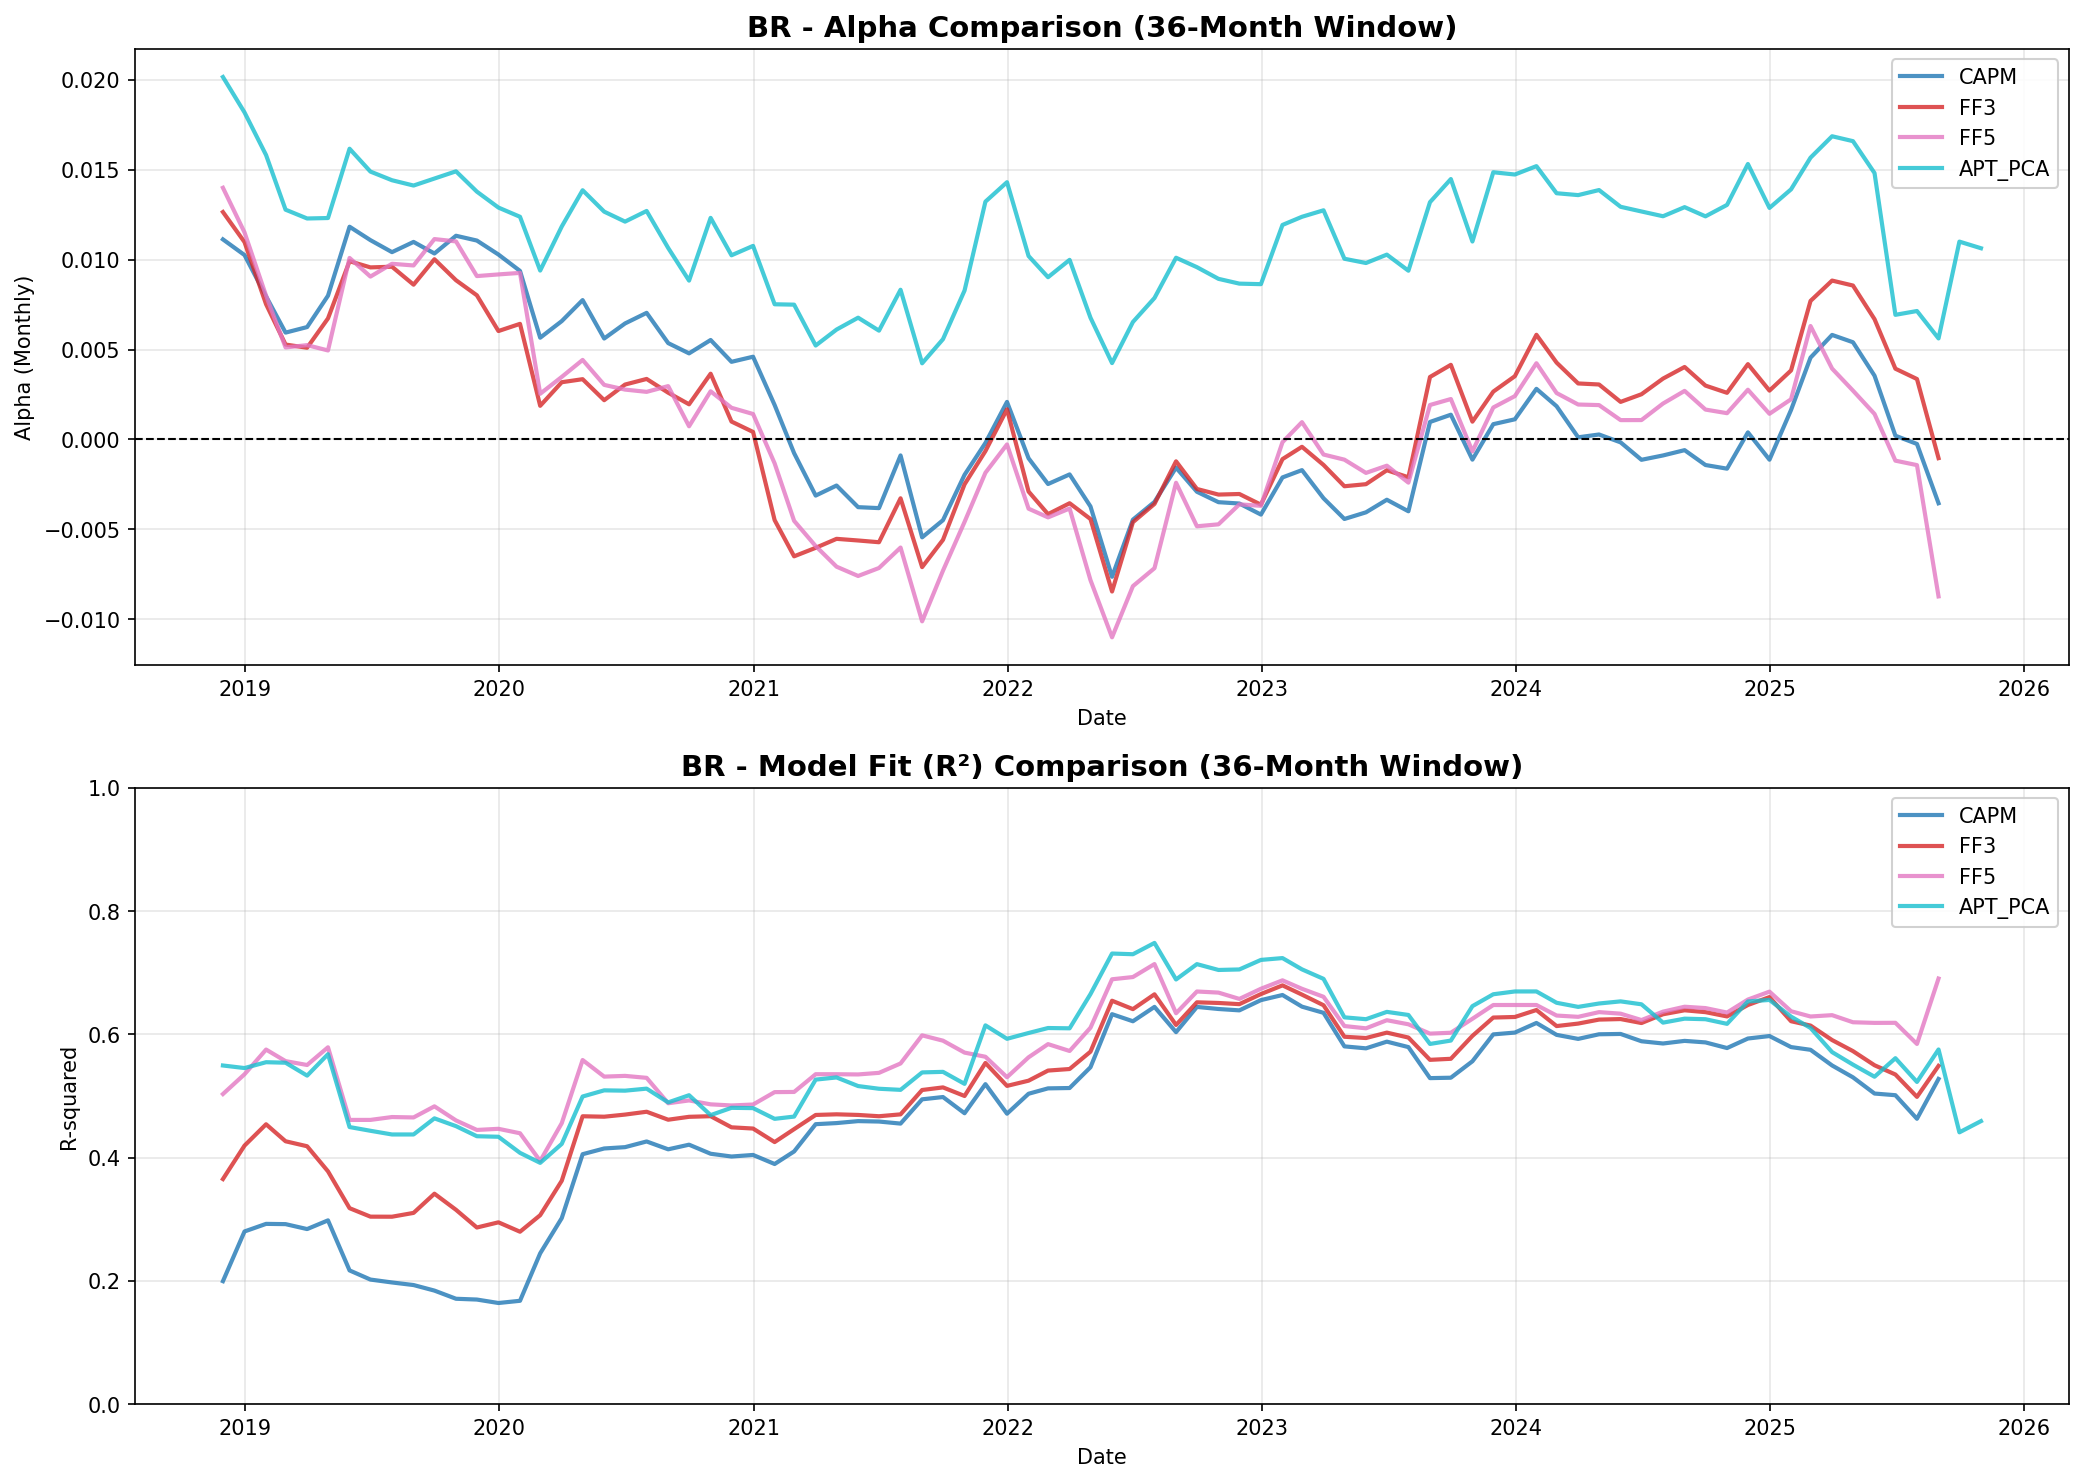 BR - Alpha Comparison (36-Month Window)
CAPM
FF3
FF5
APT_PCA
Alpha (Monthly)
0.020
0.015
0.010
0.005
0.000
−0.005
−0.010
2019 2020 2021 2022 2023 2024 2025 2026
Date
BR - Model Fit (R²) Comparison (36-Month Window)
CAPM
FF3
FF5
APT_PCA
R-squared
1.0
0.8
0.6
0.4
0.2
0.0
2019 2020 2021 2022 2023 2024 2025 2026
Date